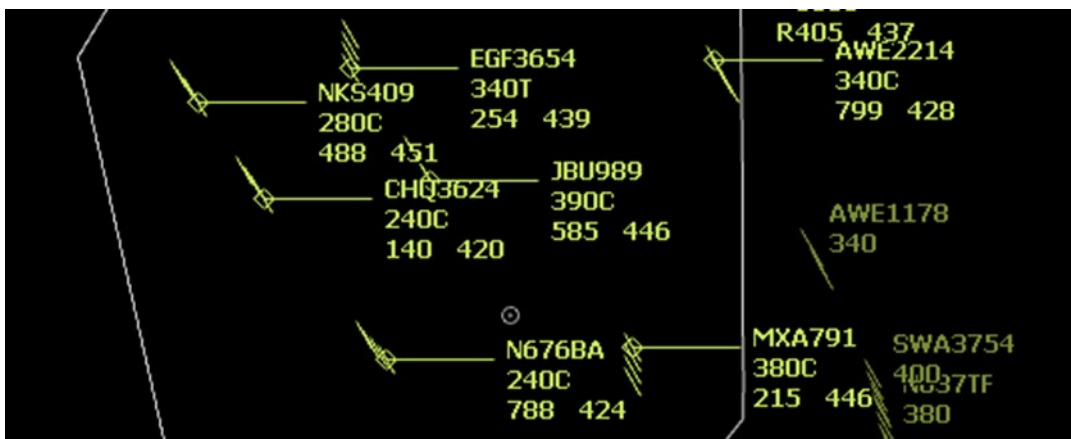 R405 437
EGF3654
340T
254 439
AWE2214
340C
799 428
NKS409
280C
488 451
JBU989
390C
585 446
CHQ3624
240C
140 420
AWE1178
340
N676BA
240C
788 424
MXA791
380C
215 446
SWA3754
400
380